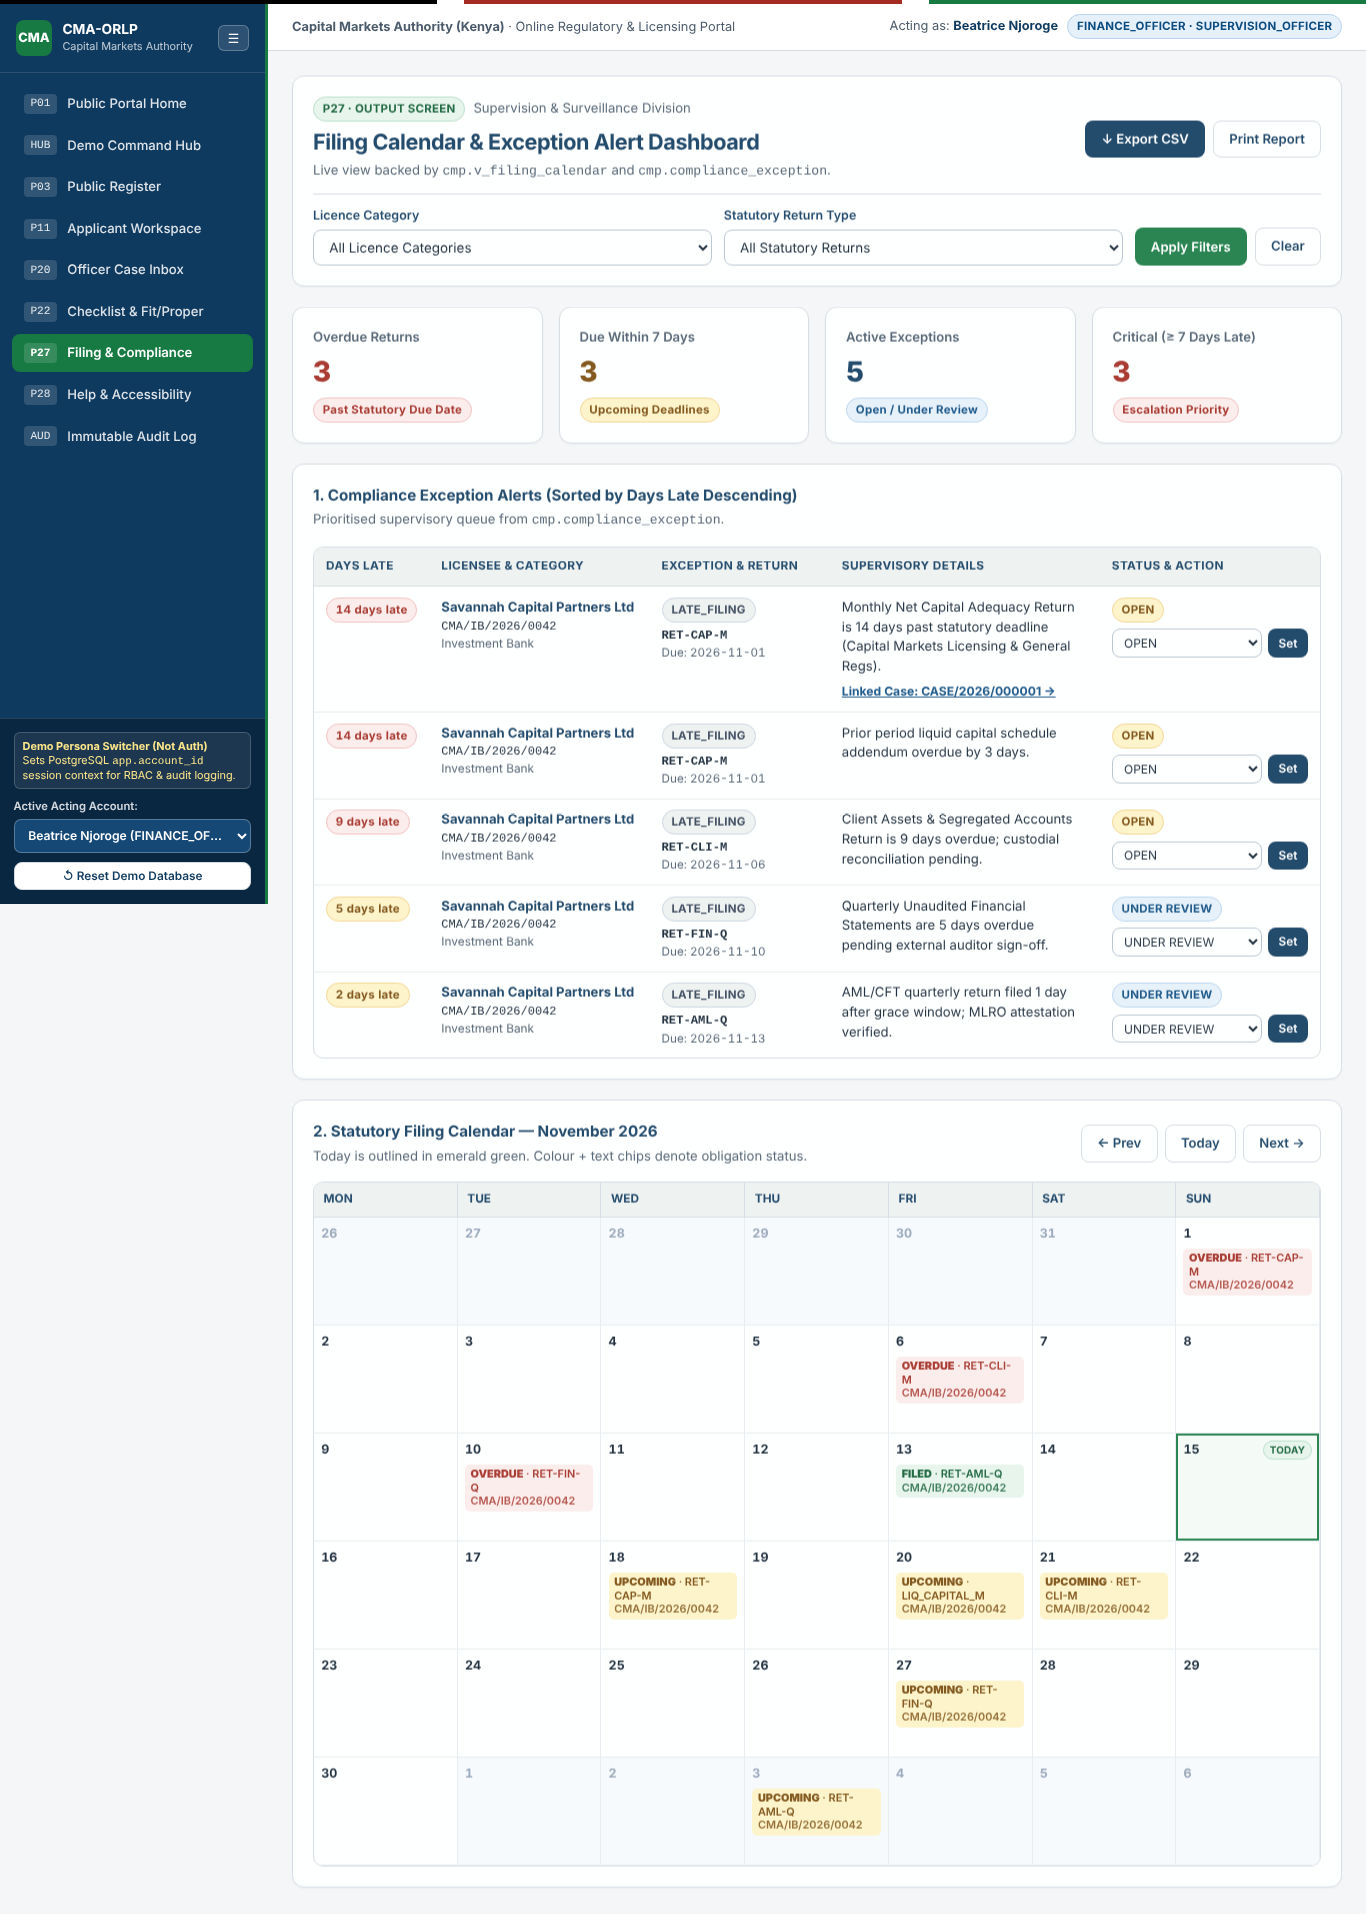 CMA
CMA-ORLP
Capital Markets Authority
☰
P01 Public Portal Home
HUB Demo Command Hub
P03 Public Register
P11 Applicant Workspace
P20 Officer Case Inbox
P22 Checklist & Fit/Proper
P27 Filing & Compliance
P28 Help & Accessibility
AUD Immutable Audit Log
Demo Persona Switcher (Not Auth)
Sets PostgreSQL app.account_id
session context for RBAC & audit logging.
Active Acting Account:
Beatrice Njoroge (FINANCE_OF...
↺ Reset Demo Database
Capital Markets Authority (Kenya) · Online Regulatory & Licensing Portal
Acting as: Beatrice Njoroge FINANCE_OFFICER · SUPERVISION_OFFICER
P27 · OUTPUT SCREEN Supervision & Surveillance Division
Filing Calendar & Exception Alert Dashboard
Live view backed by cmp.v_filing_calendar and cmp.compliance_exception.
↓ Export CSV
Print Report
Licence Category
All Licence Categories
Statutory Return Type
All Statutory Returns
Apply Filters
Clear
Overdue Returns
3
Past Statutory Due Date
Due Within 7 Days
3
Upcoming Deadlines
Active Exceptions
5
Open / Under Review
Critical (≥ 7 Days Late)
3
Escalation Priority
1. Compliance Exception Alerts (Sorted by Days Late Descending)
Prioritised supervisory queue from cmp.compliance_exception.
DAYS LATE LICENSEE & CATEGORY EXCEPTION & RETURN SUPERVISORY DETAILS STATUS & ACTION
14 days late
Savannah Capital Partners Ltd
CMA/IB/2026/0042
Investment Bank
LATE_FILING
RET-CAP-M
Due: 2026-11-01
Monthly Net Capital Adequacy Return
is 14 days past statutory deadline
(Capital Markets Licensing & General
Regs).
Linked Case: CASE/2026/000001 →
OPEN
OPEN Set
14 days late
Savannah Capital Partners Ltd
CMA/IB/2026/0042
Investment Bank
LATE_FILING
RET-CAP-M
Due: 2026-11-01
Prior period liquid capital schedule
addendum overdue by 3 days.
OPEN
OPEN Set
9 days late
Savannah Capital Partners Ltd
CMA/IB/2026/0042
Investment Bank
LATE_FILING
RET-CLI-M
Due: 2026-11-06
Client Assets & Segregated Accounts
Return is 9 days overdue; custodial
reconciliation pending.
OPEN
OPEN Set
5 days late
Savannah Capital Partners Ltd
CMA/IB/2026/0042
Investment Bank
LATE_FILING
RET-FIN-Q
Due: 2026-11-10
Quarterly Unaudited Financial
Statements are 5 days overdue
pending external auditor sign-off.
UNDER REVIEW
UNDER REVIEW Set
2 days late
Savannah Capital Partners Ltd
CMA/IB/2026/0042
Investment Bank
LATE_FILING
RET-AML-Q
Due: 2026-11-13
AML/CFT quarterly return filed 1 day
after grace window; MLRO attestation
verified.
UNDER REVIEW
UNDER REVIEW Set
2. Statutory Filing Calendar — November 2026
Today is outlined in emerald green. Colour + text chips denote obligation status.
← Prev
Today
Next →
MON TUE WED THU FRI SAT SUN
26 27 28 29 30 31 1
OVERDUE · RET-CAP-
M
CMA/IB/2026/0042
2 3 4 5 6 7 8
OVERDUE · RET-CLI-
M
CMA/IB/2026/0042
9 10 11 12 13 14 15 TODAY
OVERDUE · RET-FIN-
Q
CMA/IB/2026/0042
FILED · RET-AML-Q
CMA/IB/2026/0042
16 17 18 19 20 21 22
UPCOMING · RET-
CAP-M
CMA/IB/2026/0042
UPCOMING ·
LIQ_CAPITAL_M
CMA/IB/2026/0042
UPCOMING · RET-
CLI-M
CMA/IB/2026/0042
23 24 25 26 27 28 29
UPCOMING · RET-
FIN-Q
CMA/IB/2026/0042
30 1 2 3 4 5 6
UPCOMING · RET-
AML-Q
CMA/IB/2026/0042